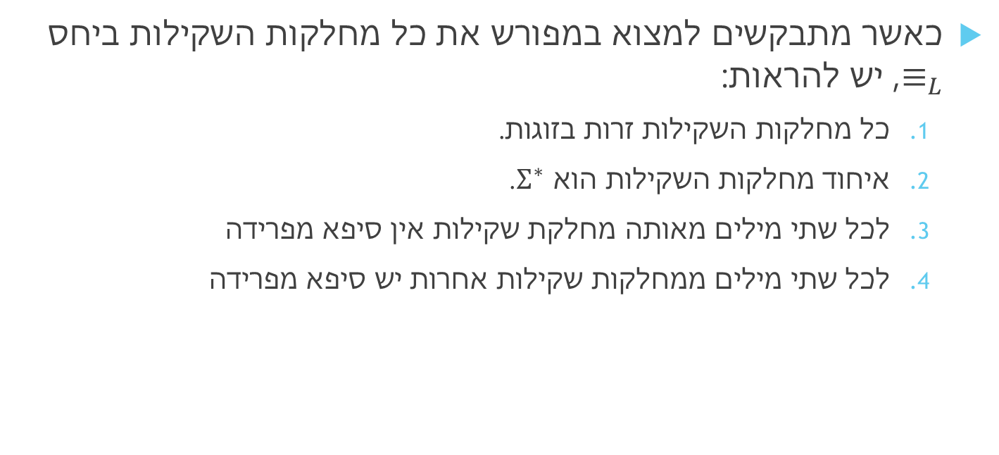 כאשר מתבקשים למצוא במפורש את כל מחלקות השקילות ביחס
≡L, יש להראות:
1. כל מחלקות השקילות זרות בזוגות.
2. איחוד מחלקות השקילות הוא Σ*.
3. לכל שתי מילים מאותה מחלקת שקילות אין סיפא מפרידה
4. לכל שתי מילים ממחלקות שקילות אחרות יש סיפא מפרידה